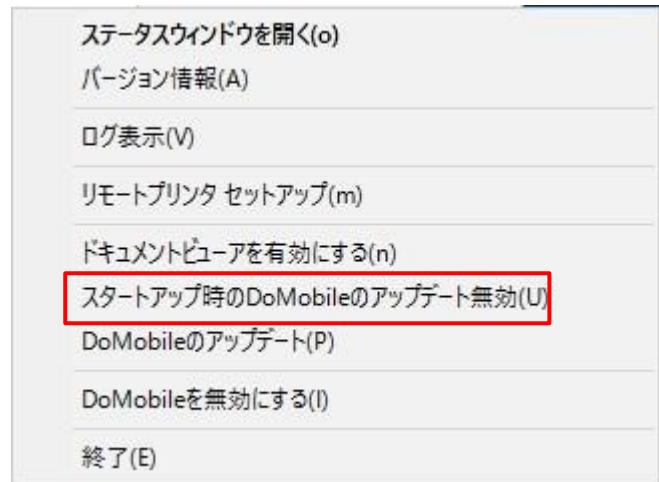 ステータスウィンドウを開く(o)
バージョン情報(A)
ログ表示(V)
リモートプリンタ セットアップ(m)
ドキュメントビューアを有効にする(n)
スタートアップ時のDoMobileのアップデート無効(U)
DoMobileのアップデート(P)
DoMobileを無効にする(I)
終了(E)